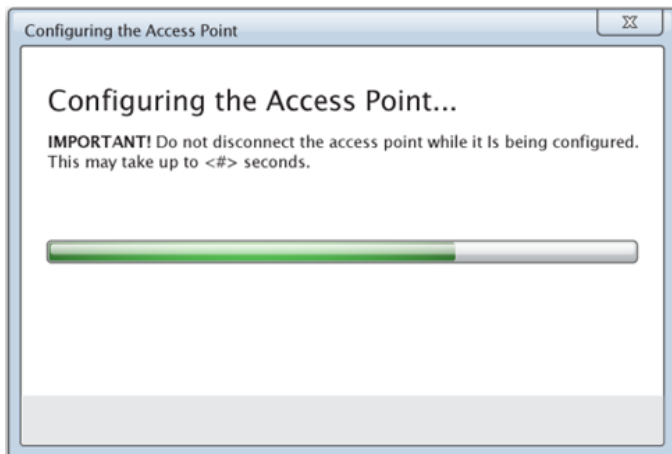 Configuring the Access Point
X
Configuring the Access Point...
IMPORTANT! Do not disconnect the access point while it Is being configured.
This may take up to <#> seconds.